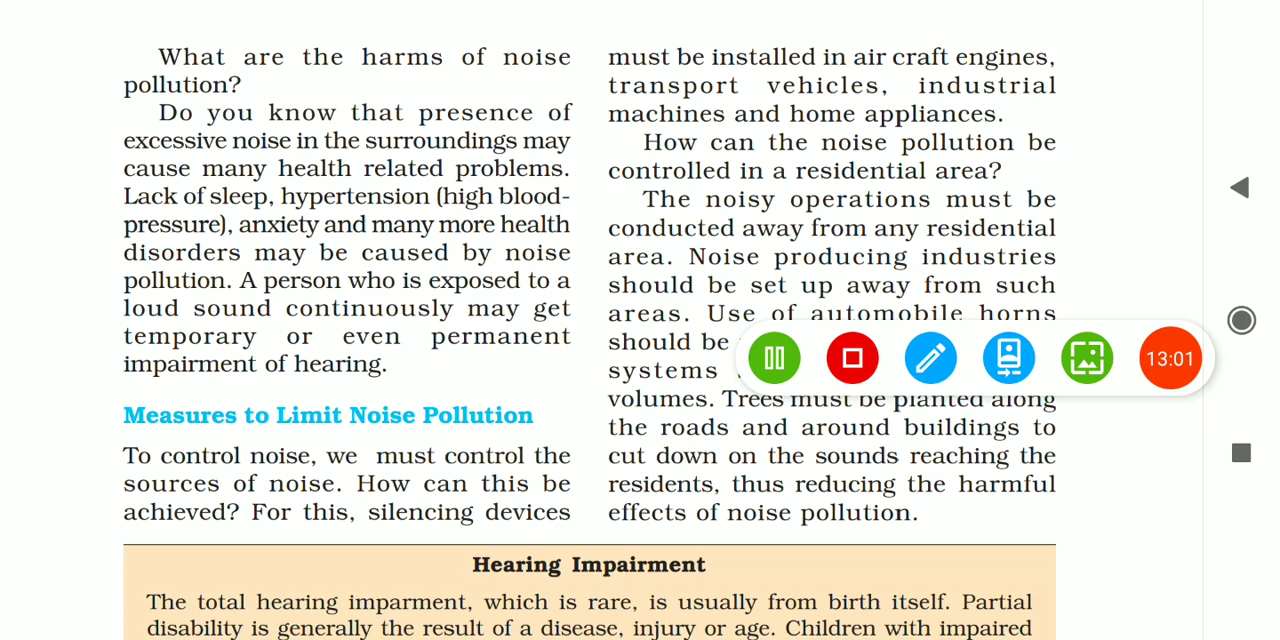 What are the harms of noise
pollution?
Do you know that presence of
excessive noise in the surroundings may
cause many health related problems.
Lack of sleep, hypertension (high blood-
pressure), anxiety and many more health
disorders may be caused by noise
pollution. A person who is exposed to a
loud sound continuously may get
temporary or even permanent
impairment of hearing.
Measures to Limit Noise Pollution
To control noise, we must control the
sources of noise. How can this be
achieved? For this, silencing devices
must be installed in air craft engines,
transport vehicles, industrial
machines and home appliances.
How can the noise pollution be
controlled in a residential area?
The noisy operations must be
conducted away from any residential
area. Noise producing industries
should be set up away from such
areas. Use of automobile horns
should be
systems
volumes. Trees must be planted along
the roads and around buildings to
cut down on the sounds reaching the
residents, thus reducing the harmful
effects of noise pollution.
13:01
Hearing Impairment
The total hearing imparment, which is rare, is usually from birth itself. Partial
disability is generally the result of a disease, injury or age. Children with impaired